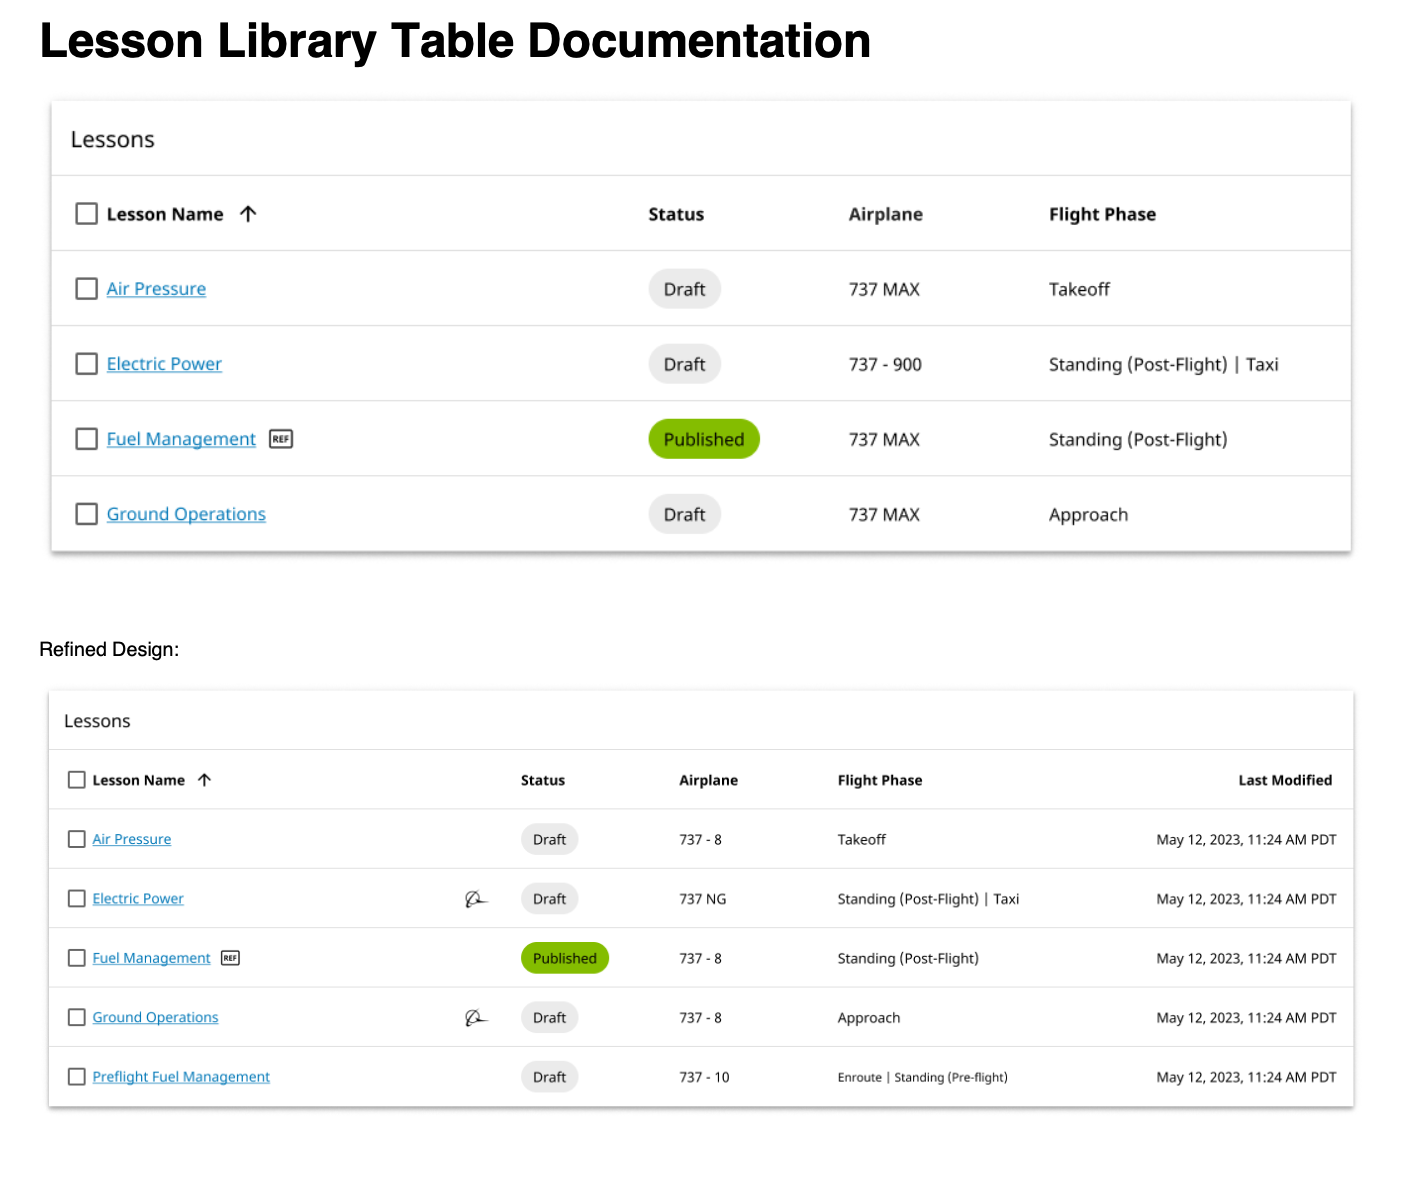 Lesson Library Table Documentation
Lessons
Lesson Name Status Airplane Flight Phase
Air Pressure Draft 737 MAX Takeoff
Electric Power Draft 737 - 900 Standing (Post-Flight) | Taxi
Fuel Management REF Published 737 MAX Standing (Post-Flight)
Ground Operations Draft 737 MAX Approach
Refined Design:
Lessons
Lesson Name Status Airplane Flight Phase Last Modified
Air Pressure Draft 737 - 8 Takeoff May 12, 2023, 11:24 AM PDT
Electric Power Draft 737 NG Standing (Post-Flight) | Taxi May 12, 2023, 11:24 AM PDT
Fuel Management REF Published 737 - 8 Standing (Post-Flight) May 12, 2023, 11:24 AM PDT
Ground Operations Draft 737 - 8 Approach May 12, 2023, 11:24 AM PDT
Preflight Fuel Management Draft 737 - 10 Enroute | Standing (Pre-flight) May 12, 2023, 11:24 AM PDT